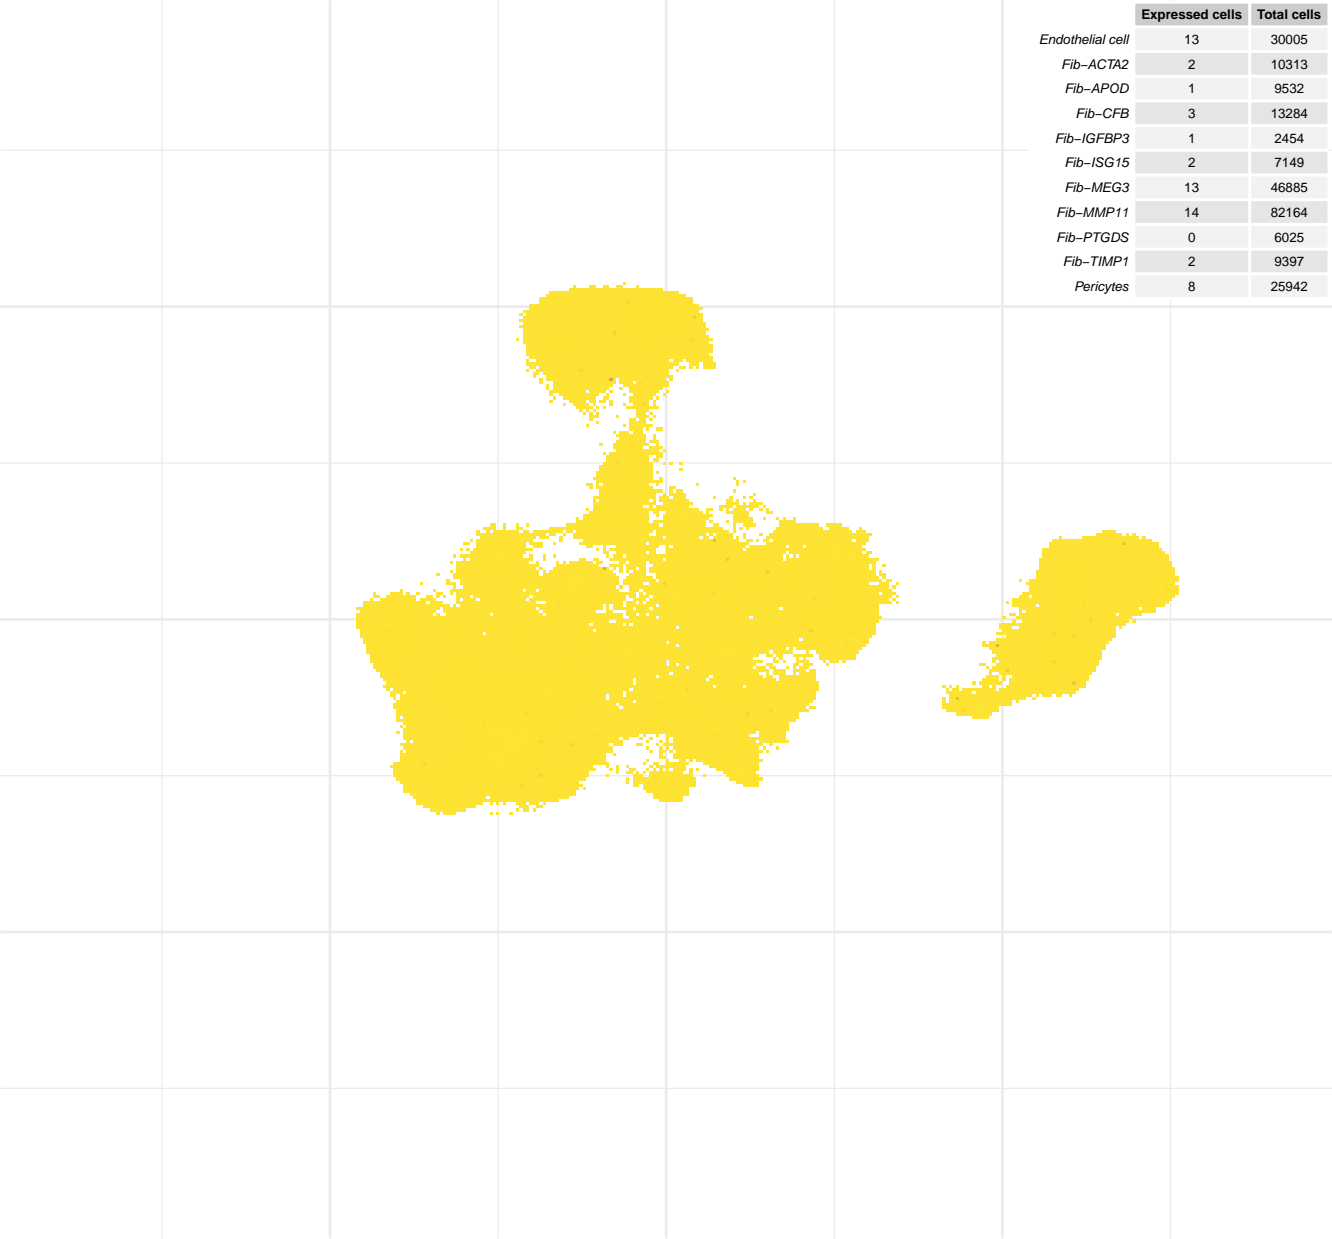 Expressed cells Total cells
Endothelial cell 13 30005
Fib−ACTA2 2 10313
Fib−APOD 1 9532
Fib−CFB 3 13284
Fib−IGFBP3 1 2454
Fib−ISG15 2 7149
Fib−MEG3 13 46885
Fib−MMP11 14 82164
Fib−PTGDS 0 6025
Fib−TIMP1 2 9397
Pericytes 8 25942